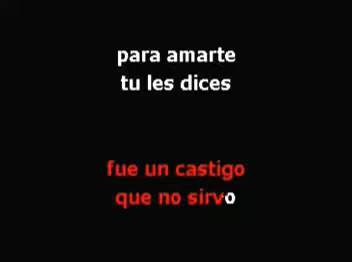 para amarte
tu les dices
fue un castigo
que no sirvo